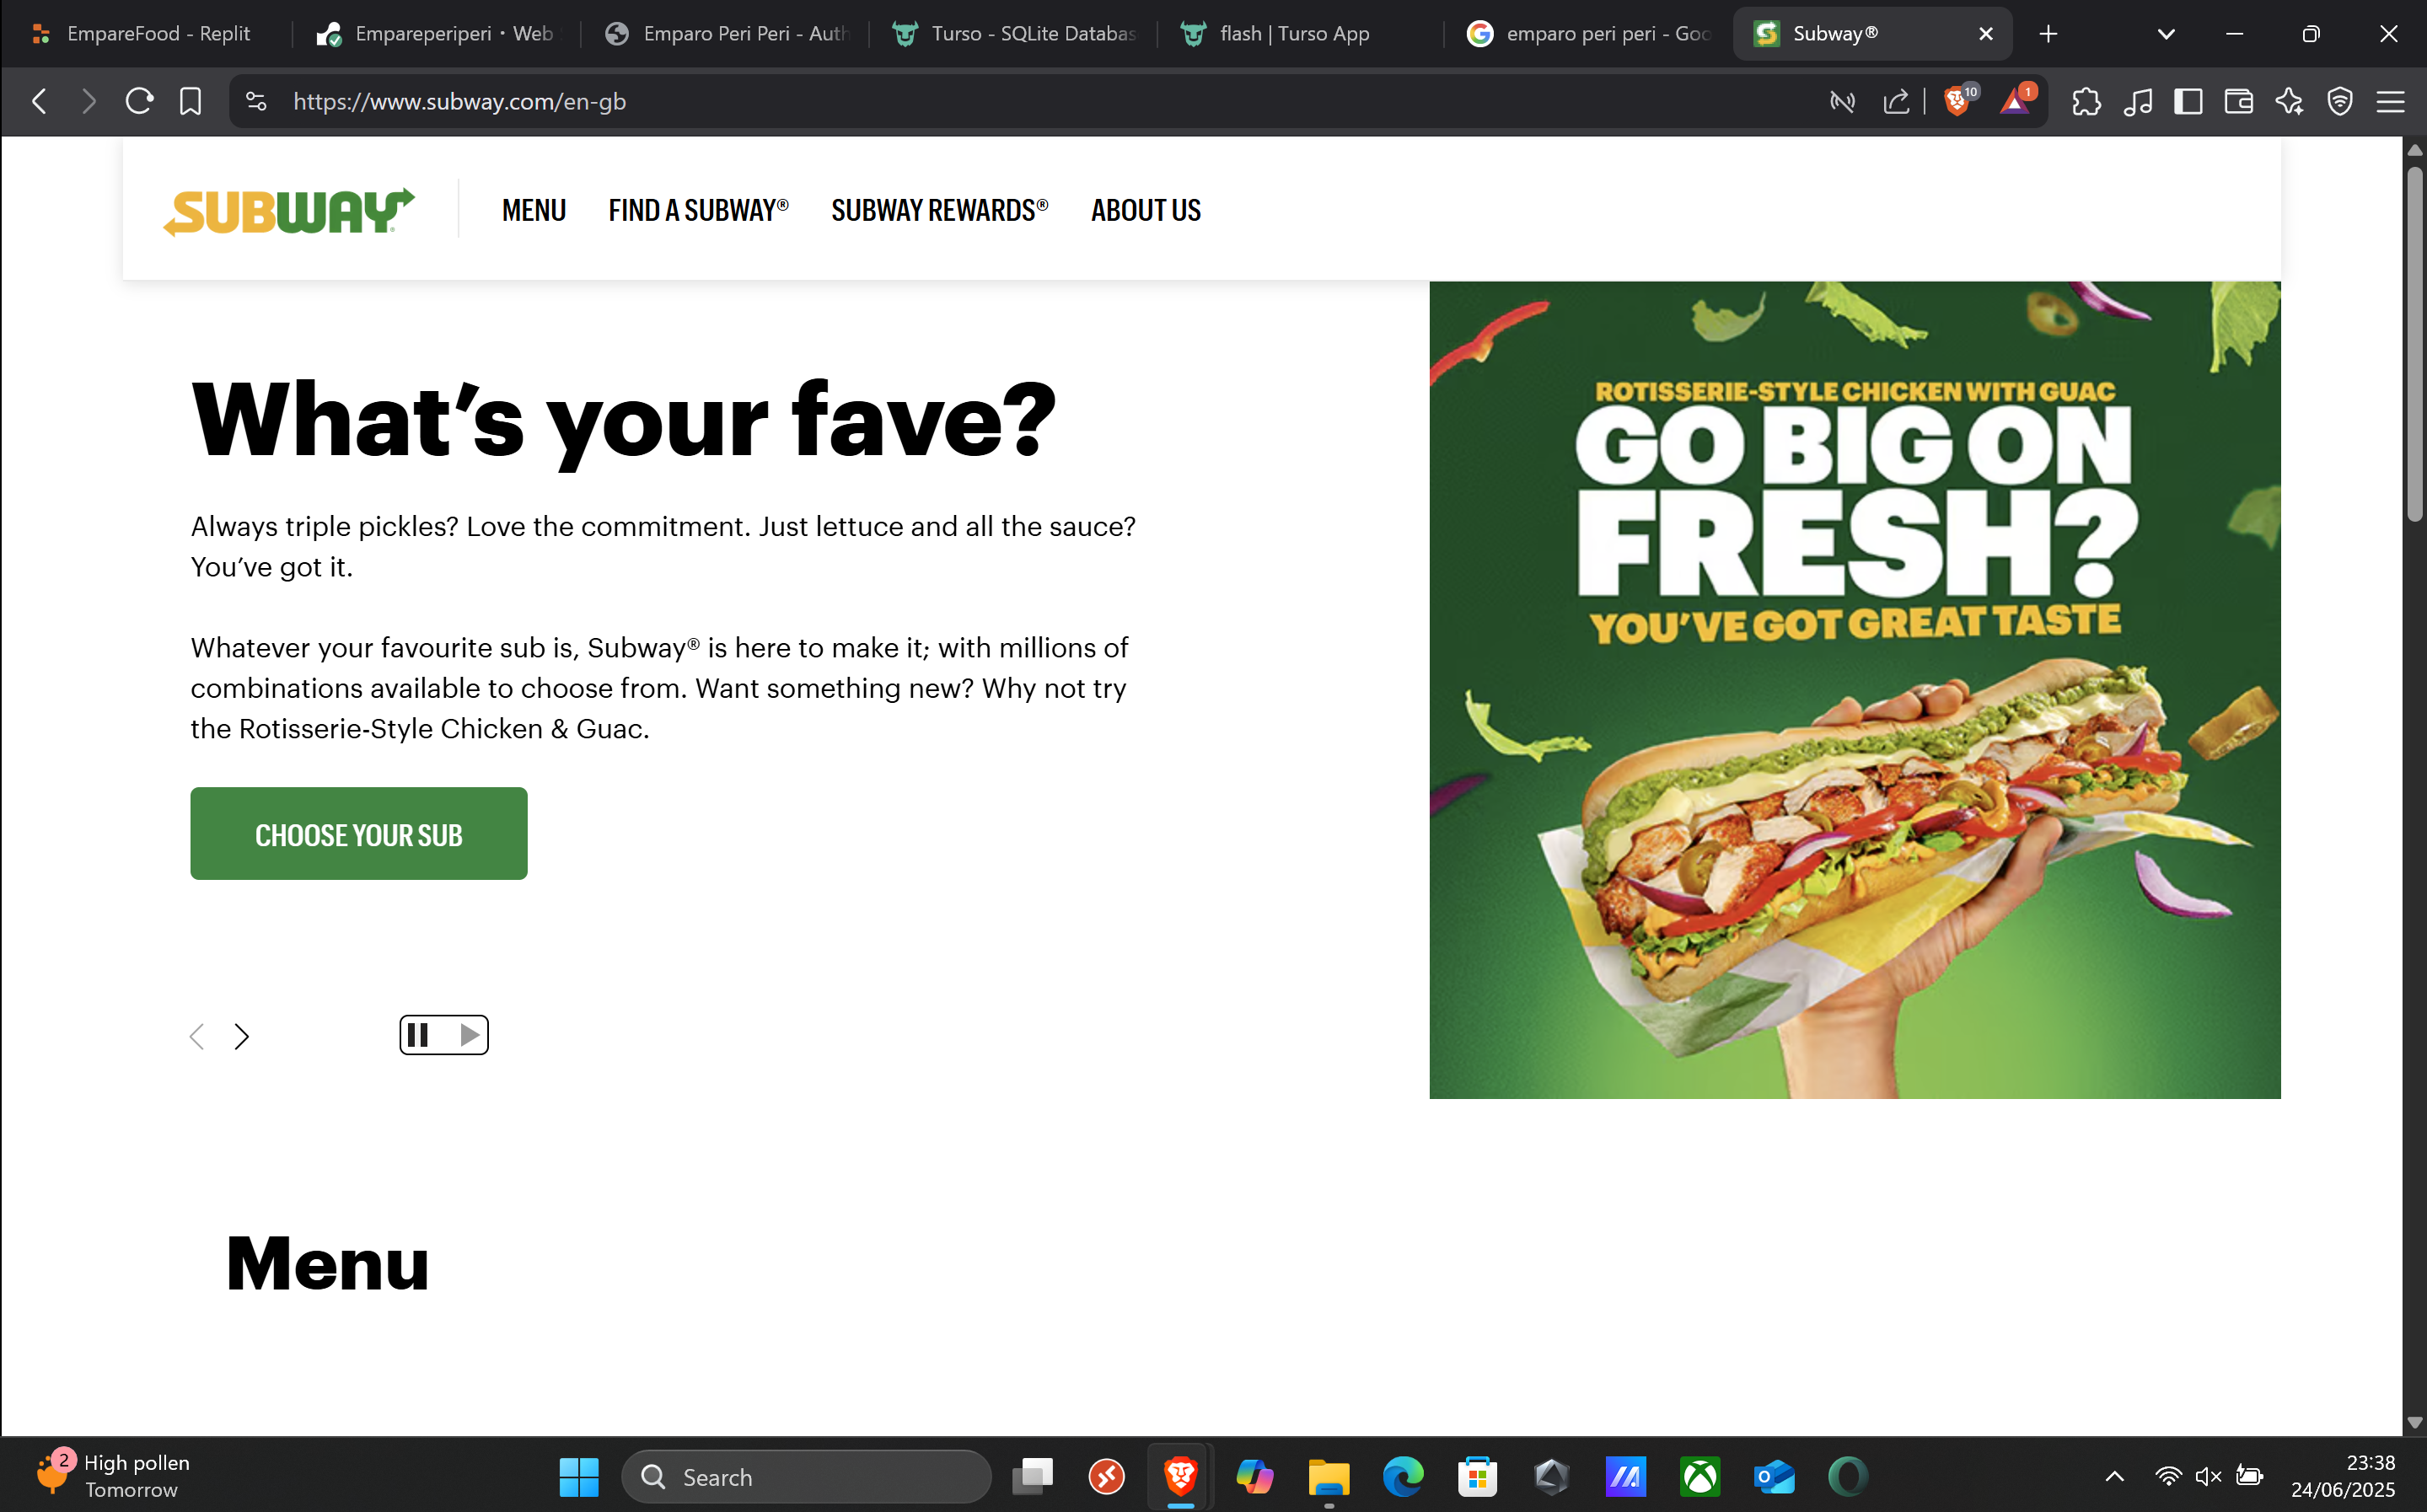 EmpareFood - Replit
Empareperiperi • Web
Emparo Peri Peri - Auth
Turso - SQLite Databas
flash | Turso App
emparo peri peri - Goo
Subway®
https://www.subway.com/en-gb
10
1
SUBWAY
MENU
FIND A SUBWAY®
SUBWAY REWARDS®
ABOUT US
What's your fave?
Always triple pickles? Love the commitment. Just lettuce and all the sauce?
You've got it.
Whatever your favourite sub is, Subway® is here to make it; with millions of
combinations available to choose from. Want something new? Why not try
the Rotisserie-Style Chicken & Guac.
CHOOSE YOUR SUB
ROTISSERIE-STYLE CHICKEN WITH GUAC
GO BIG ON
FRESH?
YOU'VE GOT GREAT TASTE
Menu
2
High pollen
Tomorrow
Search
23:38
24/06/2025